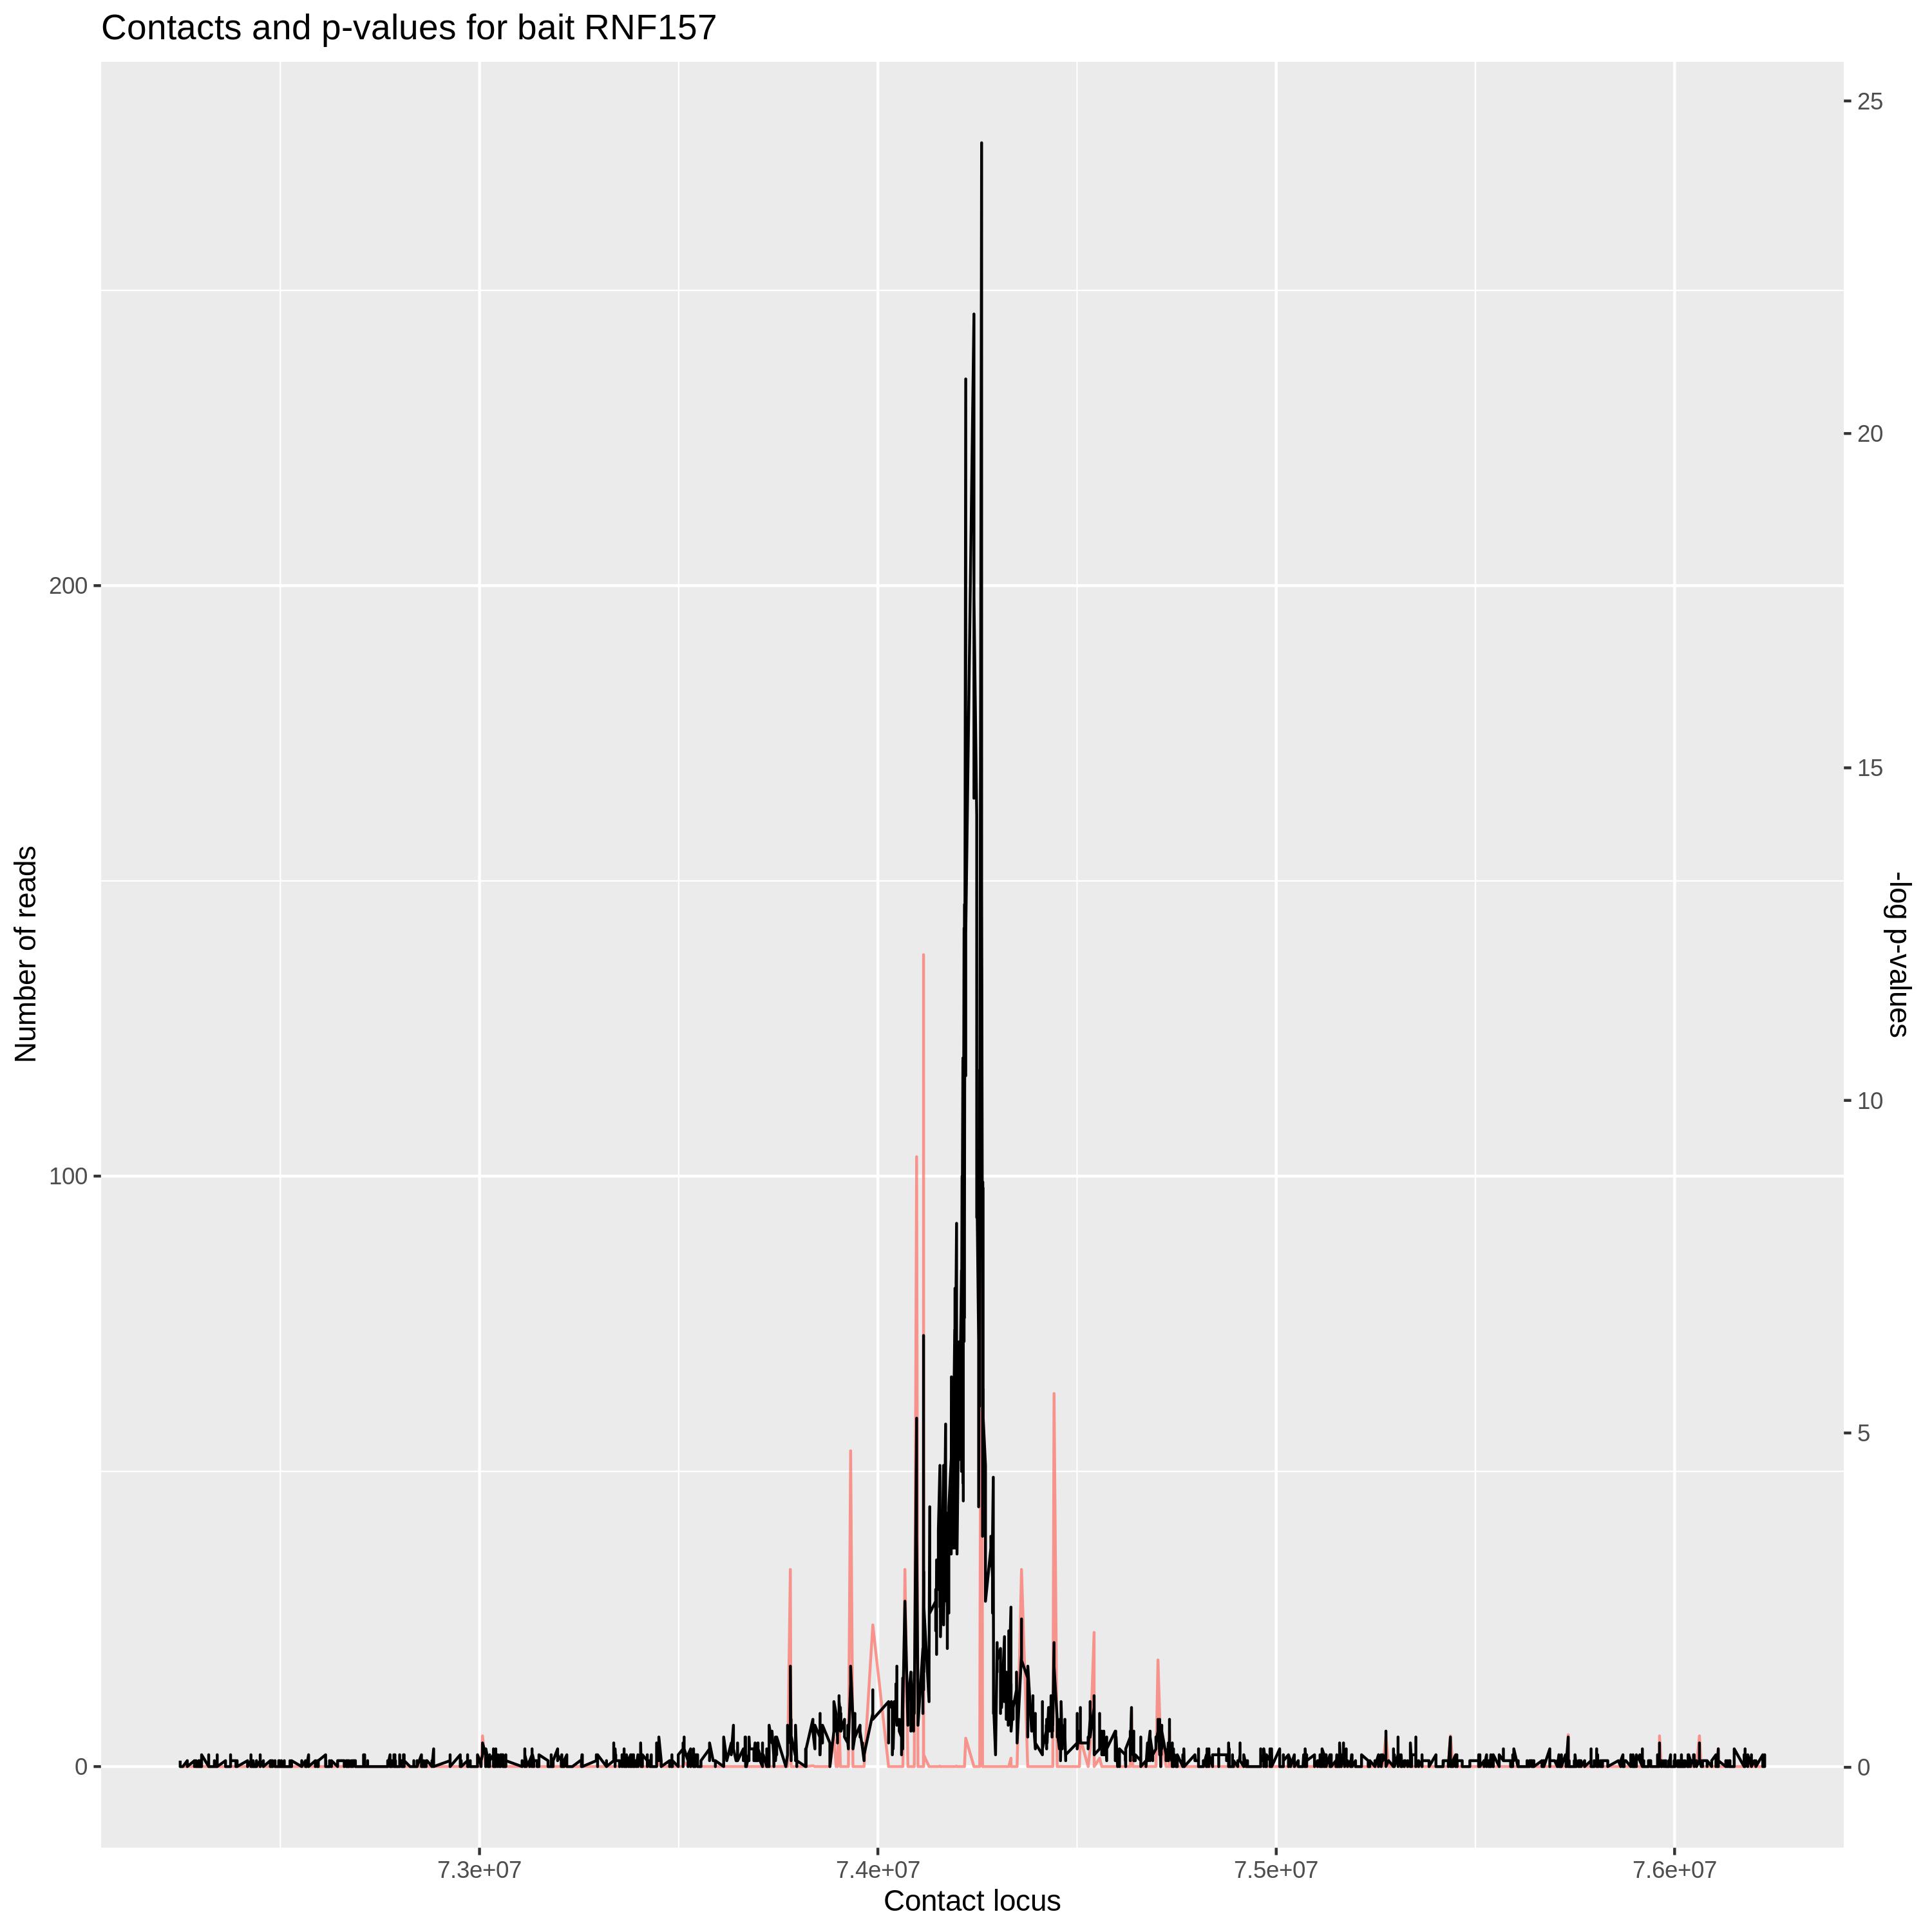 Contacts and p-values for bait RNF157
25
20
15
10
5
0
-log p-values
200
100
0
Number of reads
7.3e+07 7.4e+07 7.5e+07 7.6e+07
Contact locus